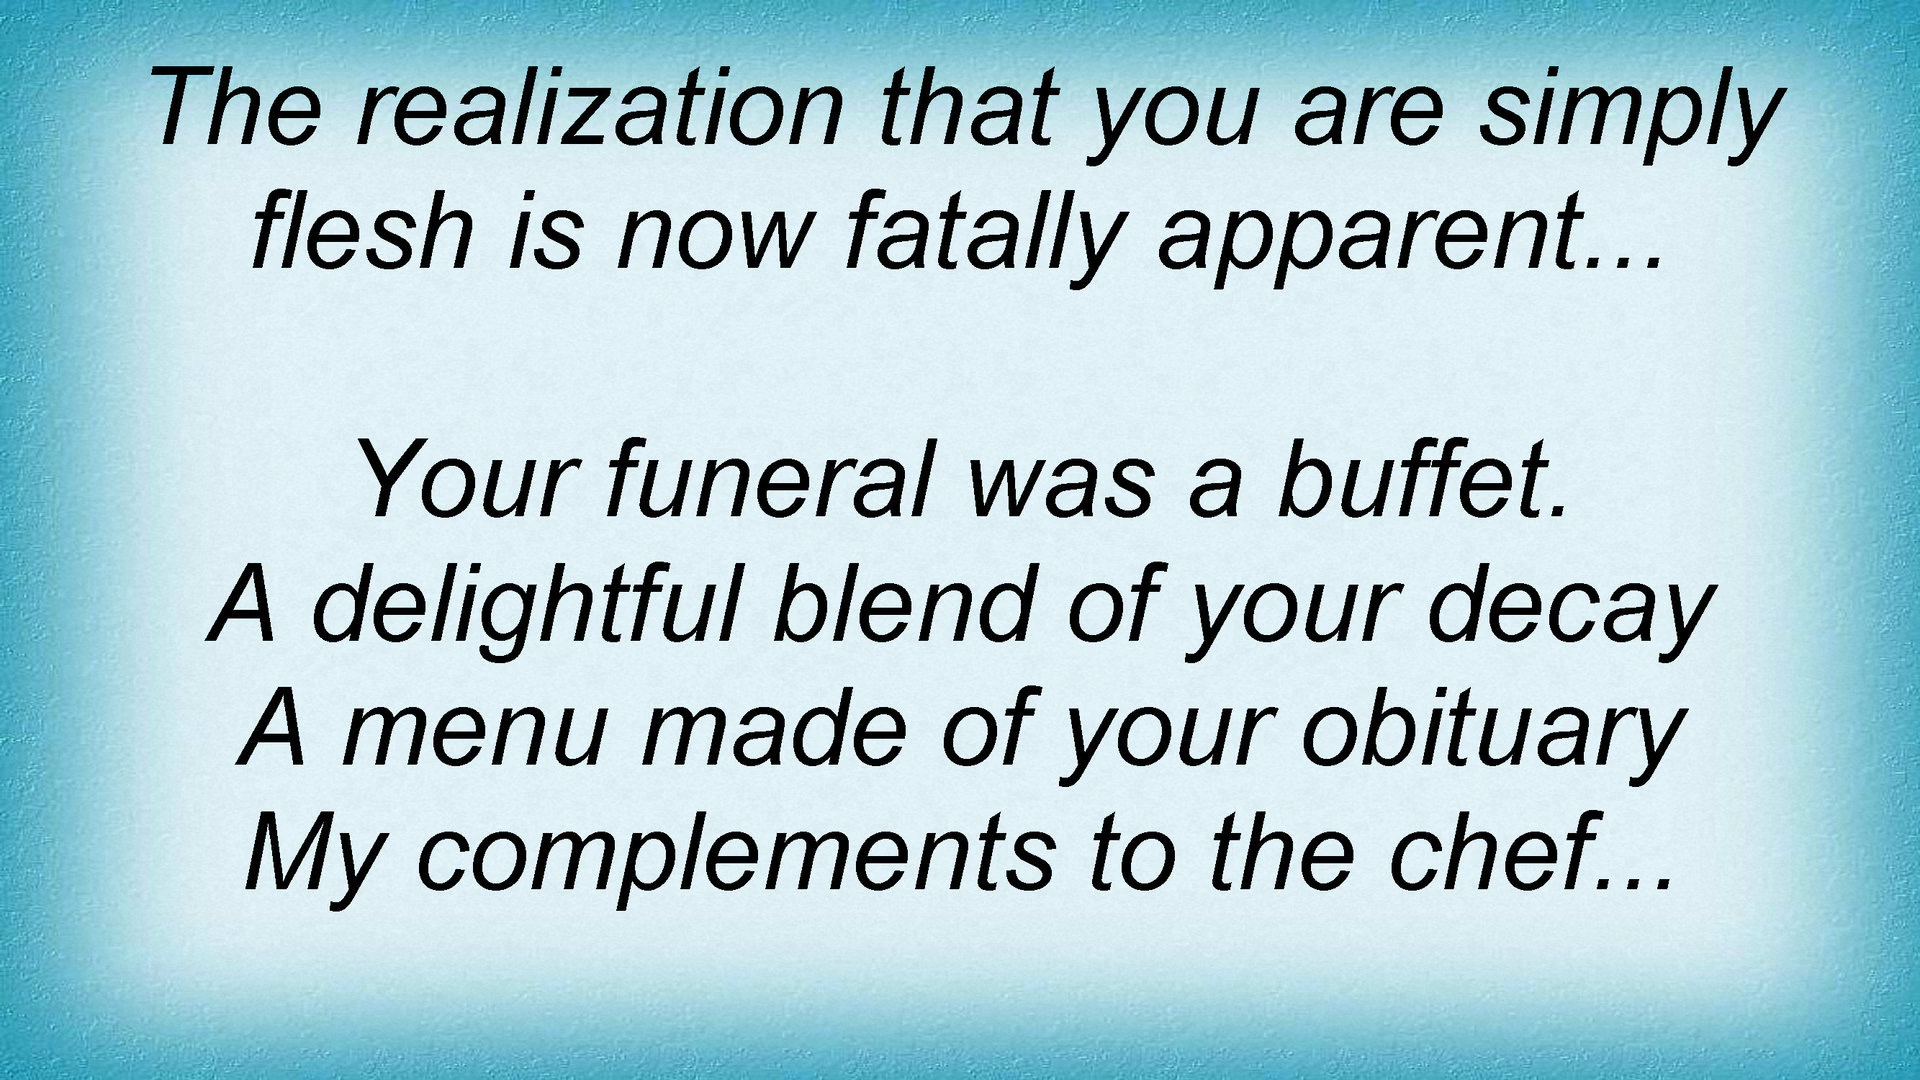 The realization that you are simply
flesh is now fatally apparent...
Your funeral was a buffet.
A delightful blend of your decay
A menu made of your obituary
My complements to the chef...